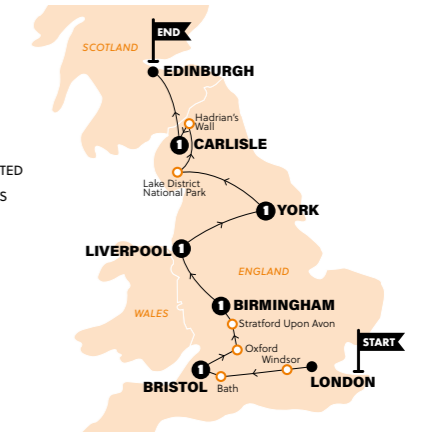 END
SCOTLAND
EDINBURGH
Hadrian's
Wall
1 CARLISLE
TED
Lake District
National Park
S
1 YORK
LIVERPOOL 1
ENGLAND
1 BIRMINGHAM
WALES
Stratford Upon Avon
START
Oxford
Windsor
1
LONDON
BRISTOL
Bath